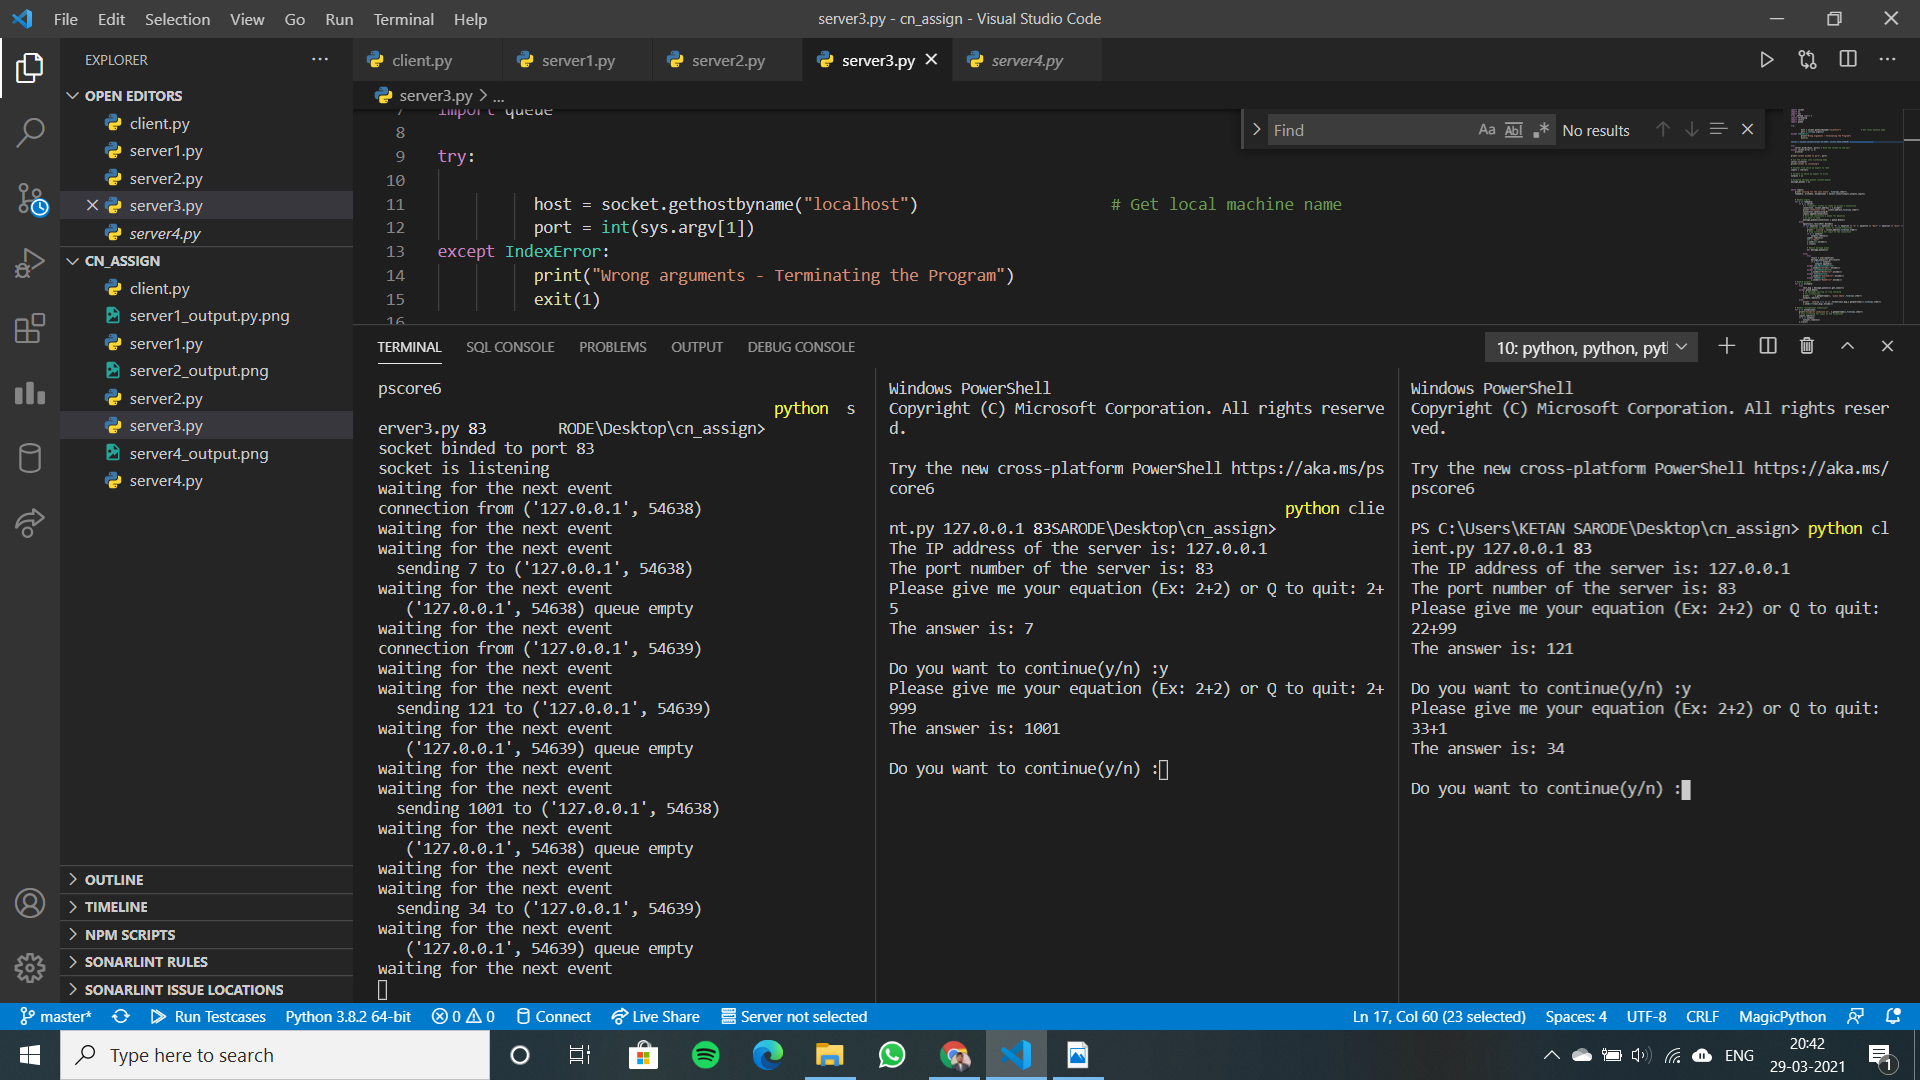 File Edit Selection View Go Run Terminal Help
server3.py - cn_assign - Visual Studio Code
EXPLORER
OPEN EDITORS
client.py
server1.py
server2.py
server3.py
server4.py
CN_ASSIGN
client.py
server1_output.py.png
server1.py
server2_output.png
server2.py
server3.py
server4_output.png
server4.py
OUTLINE
TIMELINE
NPM SCRIPTS
SONARLINT RULES
SONARLINT ISSUE LOCATIONS
client.py server1.py server2.py server3.py server4.py
server3.py > ...
7 import queue
8
9 try:
10
11 host = socket.gethostbyname("localhost") # Get local machine name
12 port = int(sys.argv[1])
13 except IndexError:
14 print("Wrong arguments - Terminating the Program")
15 exit(1)
16
Find Aa Abl .* No results
TERMINAL SQL CONSOLE PROBLEMS OUTPUT DEBUG CONSOLE
10: python, python, pyt
pscore6
python s
erver3.py 83 RODE\Desktop\cn_assign>
socket binded to port 83
socket is listening
waiting for the next event
connection from ('127.0.0.1', 54638)
waiting for the next event
waiting for the next event
sending 7 to ('127.0.0.1', 54638)
waiting for the next event
('127.0.0.1', 54638) queue empty
waiting for the next event
connection from ('127.0.0.1', 54639)
waiting for the next event
waiting for the next event
sending 121 to ('127.0.0.1', 54639)
waiting for the next event
('127.0.0.1', 54639) queue empty
waiting for the next event
waiting for the next event
sending 1001 to ('127.0.0.1', 54638)
waiting for the next event
('127.0.0.1', 54638) queue empty
waiting for the next event
waiting for the next event
sending 34 to ('127.0.0.1', 54639)
waiting for the next event
('127.0.0.1', 54639) queue empty
waiting for the next event
Windows PowerShell
Copyright (C) Microsoft Corporation. All rights reserve
d.
Try the new cross-platform PowerShell https://aka.ms/ps
core6
python clie
nt.py 127.0.0.1 83SARODE\Desktop\cn_assign>
The IP address of the server is: 127.0.0.1
The port number of the server is: 83
Please give me your equation (Ex: 2+2) or Q to quit: 2+
5
The answer is: 7
Do you want to continue(y/n) :y
Please give me your equation (Ex: 2+2) or Q to quit: 2+
999
The answer is: 1001
Do you want to continue(y/n) :
Windows PowerShell
Copyright (C) Microsoft Corporation. All rights reser
ved.
Try the new cross-platform PowerShell https://aka.ms/
pscore6
PS C:\Users\KETAN SARODE\Desktop\cn_assign> python cl
ient.py 127.0.0.1 83
The IP address of the server is: 127.0.0.1
The port number of the server is: 83
Please give me your equation (Ex: 2+2) or Q to quit:
22+99
The answer is: 121
Do you want to continue(y/n) :y
Please give me your equation (Ex: 2+2) or Q to quit:
33+1
The answer is: 34
Do you want to continue(y/n) :
master* Run Testcases Python 3.8.2 64-bit 0 0 Connect Live Share Server not selected
Ln 17, Col 60 (23 selected) Spaces: 4 UTF-8 CRLF MagicPython
Type here to search
ENG
20:42
29-03-2021
1